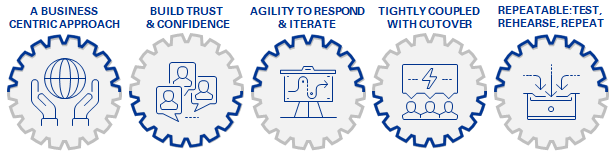 A BUSINESS
CENTRIC APPROACH
BUILD TRUST
& CONFIDENCE
AGILITY TO RESPOND
& ITERATE
TIGHTLY COUPLED
WITH CUTOVER
REPEATABLE:TEST,
REHEARSE, REPEAT